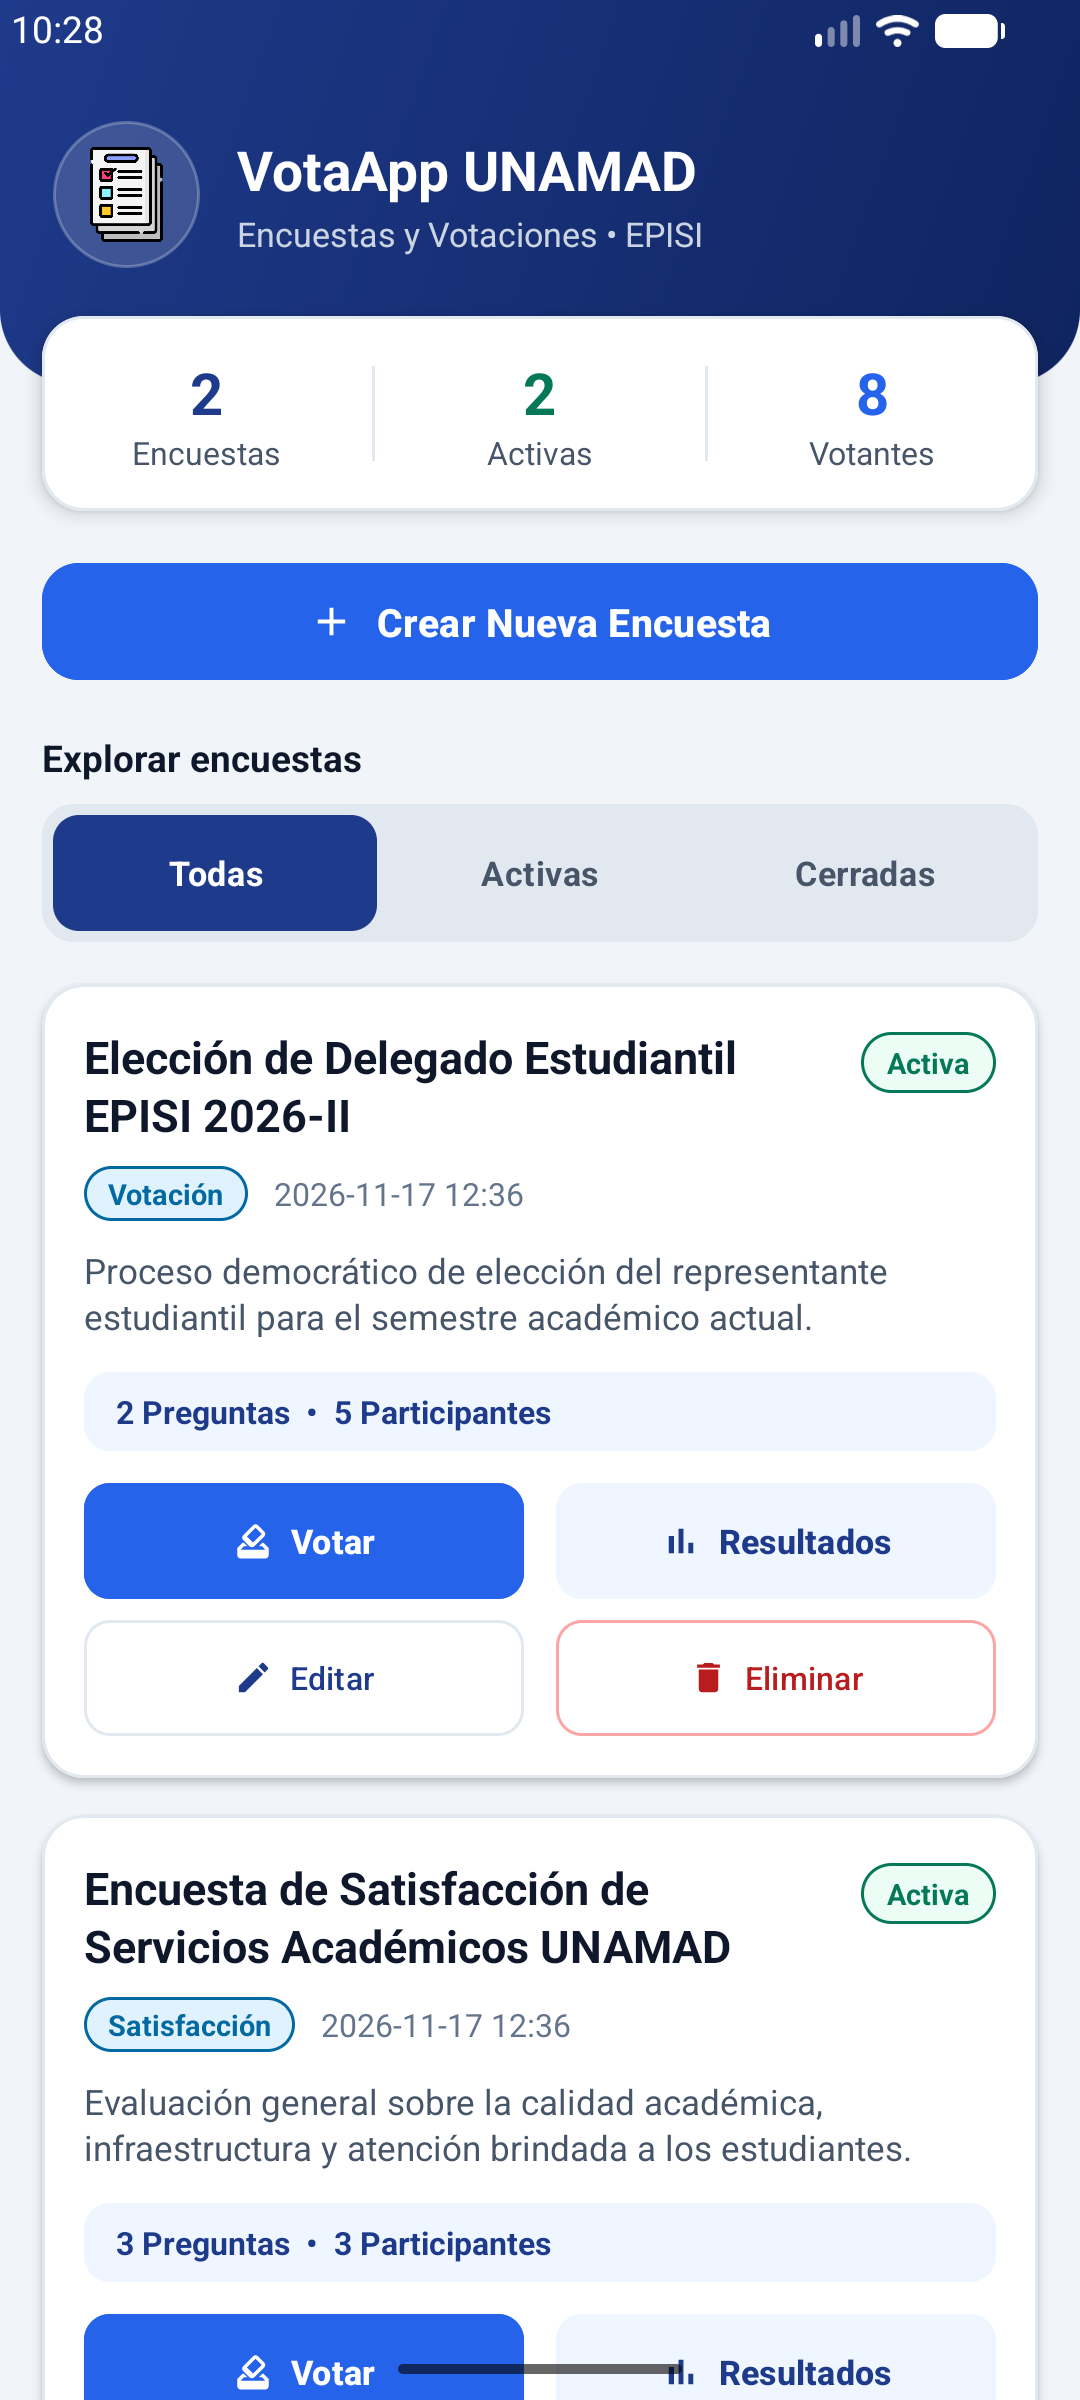 10:28
VotaApp UNAMAD
Encuestas y Votaciones • EPISI
2
Encuestas
2
Activas
8
Votantes
+ Crear Nueva Encuesta
Explorar encuestas
Todas
Activas
Cerradas
Elección de Delegado Estudiantil
EPISI 2026-II
Activa
Votación
2026-11-17 12:36
Proceso democrático de elección del representante
estudiantil para el semestre académico actual.
2 Preguntas • 5 Participantes
Votar
Resultados
Editar
Eliminar
Encuesta de Satisfacción de
Servicios Académicos UNAMAD
Activa
Satisfacción
2026-11-17 12:36
Evaluación general sobre la calidad académica,
infraestructura y atención brindada a los estudiantes.
3 Preguntas • 3 Participantes
Votar
Resultados